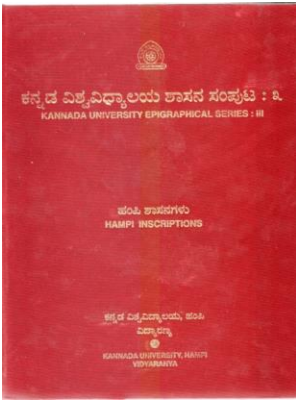 ಕನ್ನಡ ವಿಶ್ವವಿದ್ಯಾಲಯ ಶಾಸನ ಸಂಪುಟ : ೩
KANNADA UNIVERSITY EPIGRAPHICAL SERIES : III
ಹಂಪಿ ಶಾಸನಗಳು
HAMPI INSCRIPTIONS
ಕನ್ನಡ ವಿಶ್ವವಿದ್ಯಾಲಯ, ಹಂಪಿ
ವಿದ್ಯಾರಣ್ಯ
KANNADA UNIVERSITY, HAMPI
VIDYARANYA